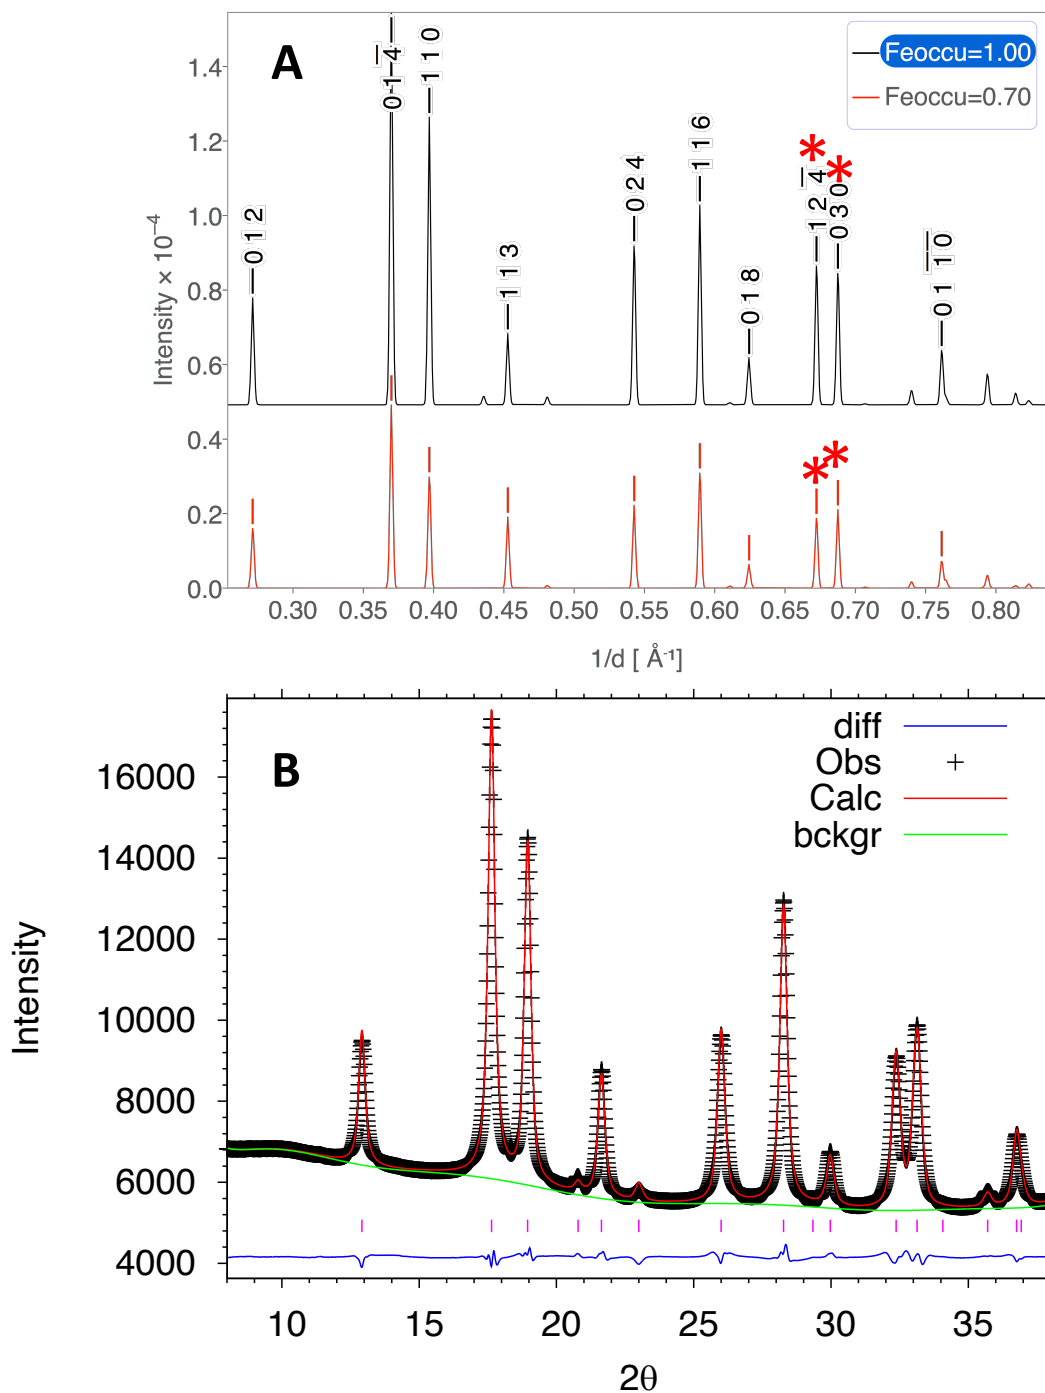 A
Feoccu=1.00
Feoccu=0.70
0 1 2
0 1 4
1 1 0
1 1 3
0 2 4
1 1 6
0 1 8
1 2 4
*
0 3 0
*
0 1 1 0
*
*
Intensity × 10⁻⁴
1.4
1.2
1.0
0.8
0.6
0.4
0.2
0.0
0.30 0.35 0.40 0.45 0.50 0.55 0.60 0.65 0.70 0.75 0.80
1/d [ Å⁻¹]
B
diff
Obs
Calc
bckgr
Intensity
16000
14000
12000
10000
8000
6000
4000
10 15 20 25 30 35
2θ